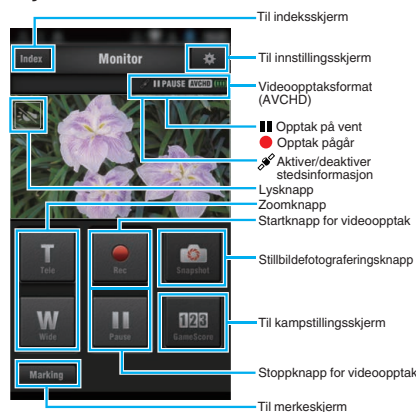 Til indeksskjerm
Index
Monitor
Til innstillingsskjerm
PAUSE AVCHD
Videoopptaksformat
(AVCHD)
Opptak på vent
Opptak pågår
Aktiver/deaktiver
stedsinformasjon
Lysknapp
Zoomknapp
Startknapp for videoopptak
T
Tele
Rec
Snapshot
Stillbildefotograferingsknapp
W
Wide
Pause
123
GameScore
Til kampstillingsskjerm
Marking
Stoppknapp for videoopptak
Til merkeskjerm